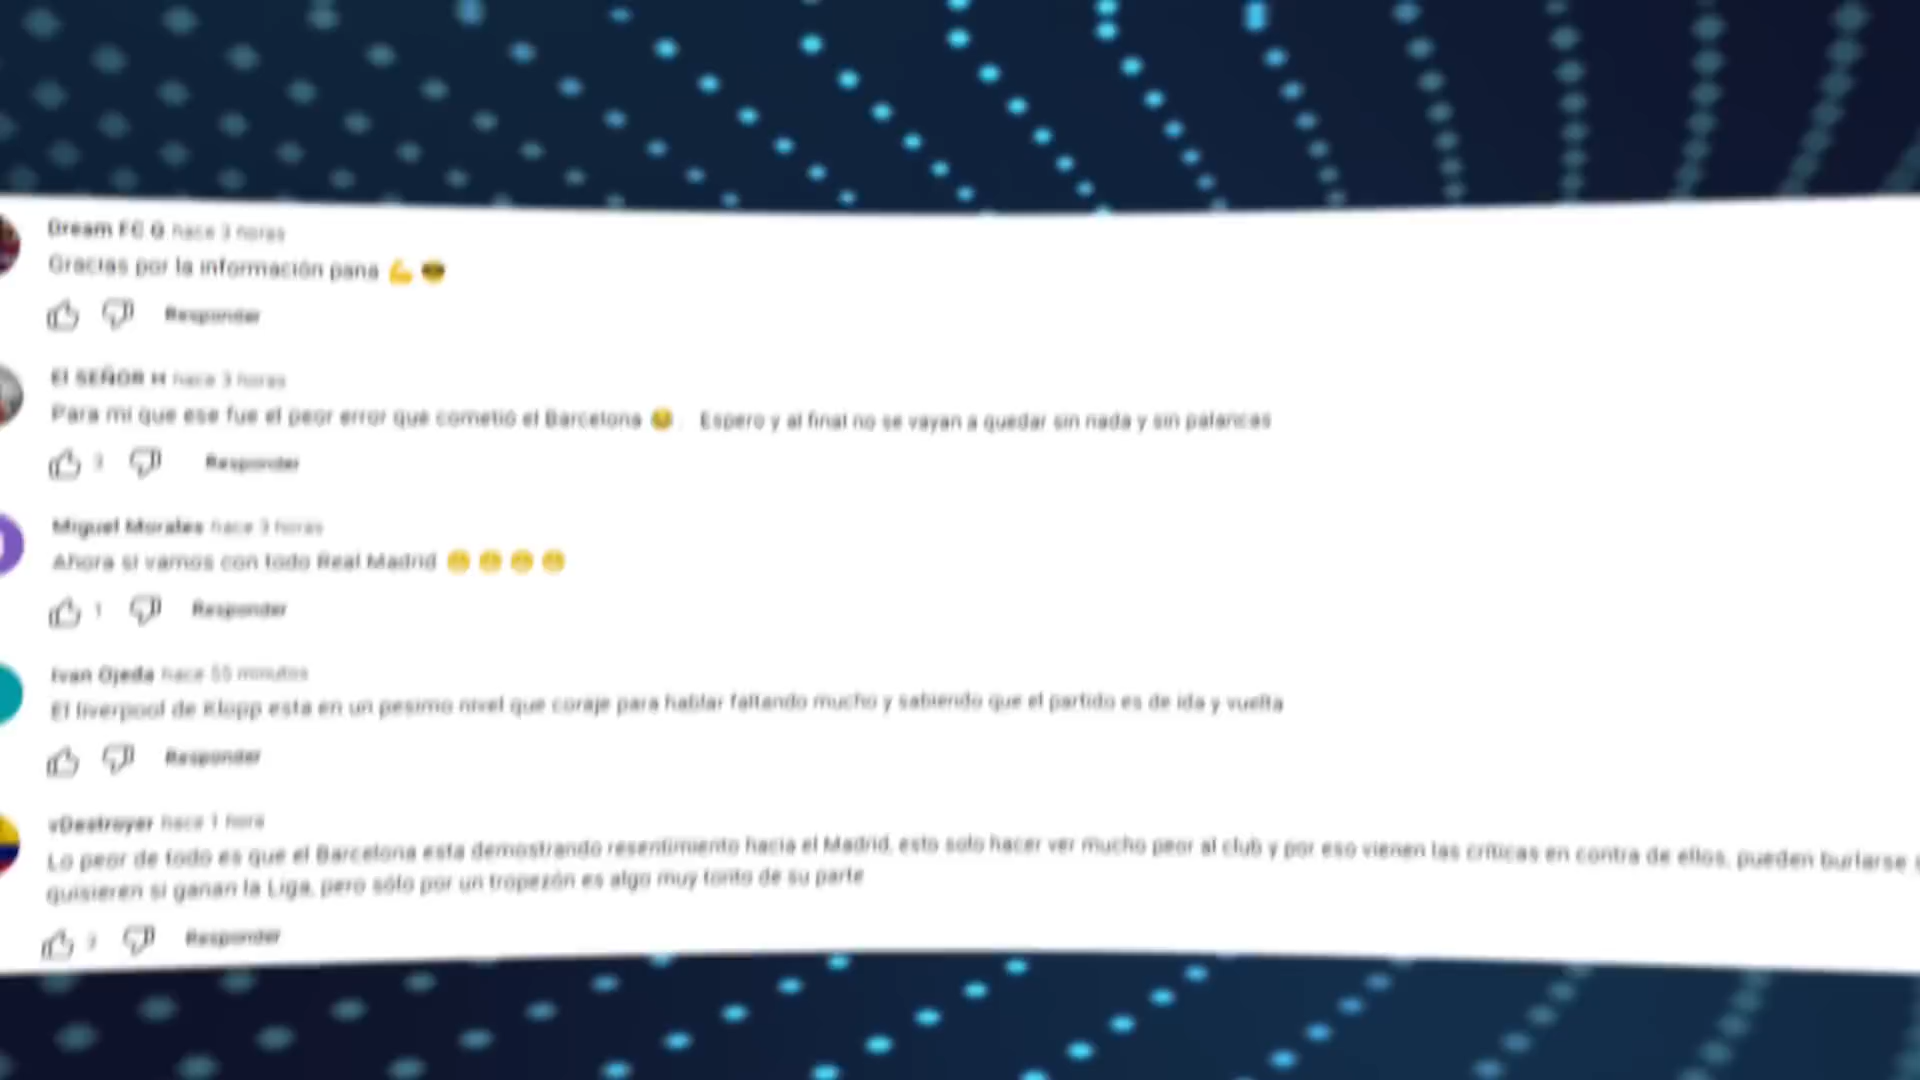 Dream FC G hace 3 horas
Gracias por la información pana 💪 😎
Responder
El SEÑOR H hace 3 horas
Para mi que ese fue el peor error que cometió el Barcelona . Espero y al final no se vayan a quedar sin nada y sin palancas
3 Responder
Miguel Morales hace 3 horas
Ahora si vamos con todo Real Madrid 😁 😁 😁 😁
1 Responder
Ivan Ojeda hace 55 minutos
El liverpool de Klopp esta en un pesimo nivel que coraje para hablar faltando mucho y sabiendo que el partido es de ida y vuelta
Responder
vDestroyer hace 1 hora
Lo peor de todo es que el Barcelona esta demostrando resentimiento hacia el Madrid, esto solo hacer ver mucho peor al club y por eso vienen las criticas en contra de ellos, pueden burlarse
quisieren si ganan la Liga, pero sólo por un tropezón es algo muy tonto de su parte
Responder